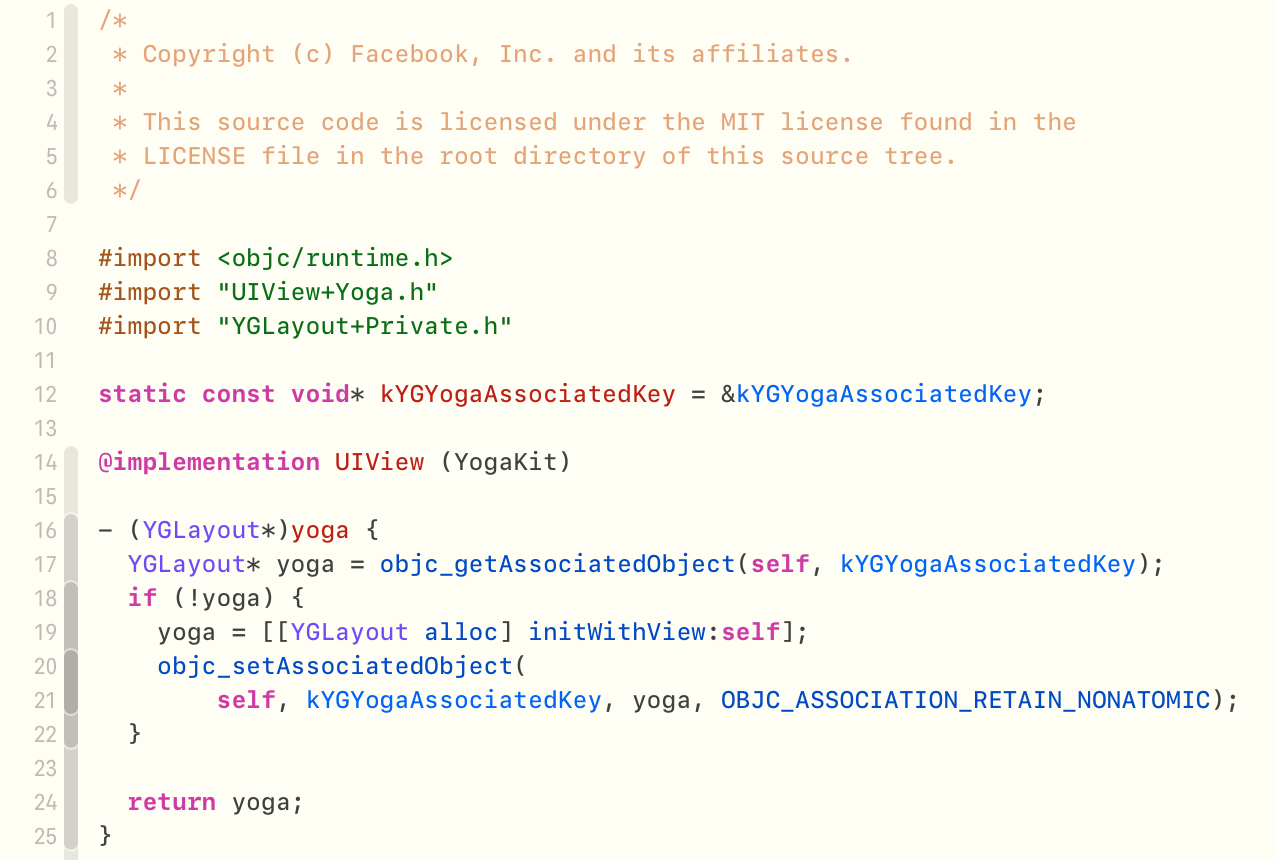 1 /*
2  * Copyright (c) Facebook, Inc. and its affiliates.
3  *
4  * This source code is licensed under the MIT license found in the
5  * LICENSE file in the root directory of this source tree.
6  */
7
8 #import <objc/runtime.h>
9 #import "UIView+Yoga.h"
10 #import "YGLayout+Private.h"
11
12 static const void* kYGYogaAssociatedKey = &kYGYogaAssociatedKey;
13
14 @implementation UIView (YogaKit)
15
16 - (YGLayout*)yoga {
17   YGLayout* yoga = objc_getAssociatedObject(self, kYGYogaAssociatedKey);
18   if (!yoga) {
19     yoga = [[YGLayout alloc] initWithView:self];
20     objc_setAssociatedObject(
21         self, kYGYogaAssociatedKey, yoga, OBJC_ASSOCIATION_RETAIN_NONATOMIC);
22   }
23
24   return yoga;
25 }